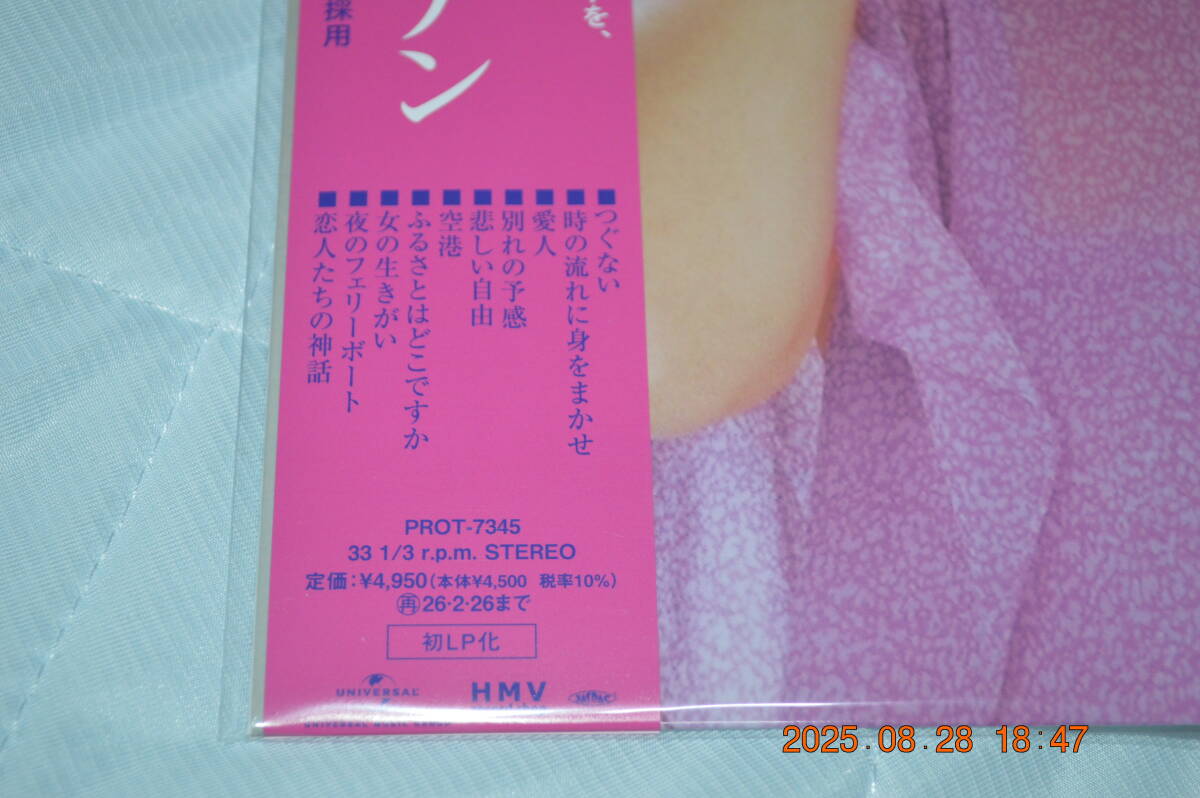 を、
採用
ン
■つぐない
■時の流れに身をまかせ
■愛人
■別れの予感
■悲しい自由
■空港
■ふるさとはどこですか
■女の生きがい
■夜のフェリーボート
■恋人たちの神話
PROT-7345
33 1/3 r.p.m. STEREO
定価:¥4,950(本体¥4,500 税率10%)
再26・2・26まで
初LP化
UNIVERSAL
HMV
2025.08.28 18:47